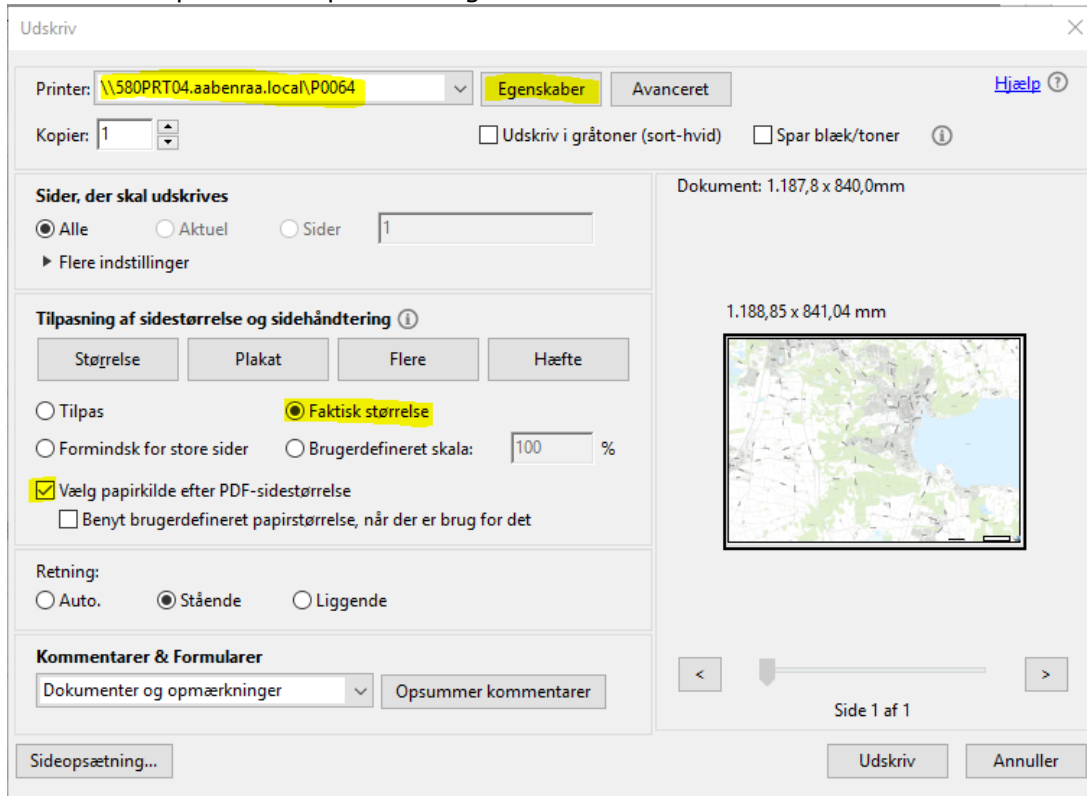 Udskriv
Printer: \\580PRT04.aabenraa.local\P0064 Egenskaber Avanceret Hjælp
Kopier: 1 Udskriv i gråtoner (sort-hvid) Spar blæk/toner
Sider, der skal udskrives
Alle Aktuel Sider 1
Flere indstillinger
Dokument: 1.187,8 x 840,0mm
1.188,85 x 841,04 mm
Tilpasning af sidestørrelse og sidehåndtering
Størrelse Plakat Flere Hæfte
Tilpas Faktisk størrelse
Formindsk for store sider Brugerdefineret skala: 100 %
Vælg papirkilde efter PDF-sidestørrelse
Benyt brugerdefineret papirstørrelse, når der er brug for det
Retning:
Auto. Stående Liggende
Kommentarer & Formularer
Dokumenter og opmærkninger Opsummer kommentarer
< >
Side 1 af 1
Sideopsætning... Udskriv Annuller